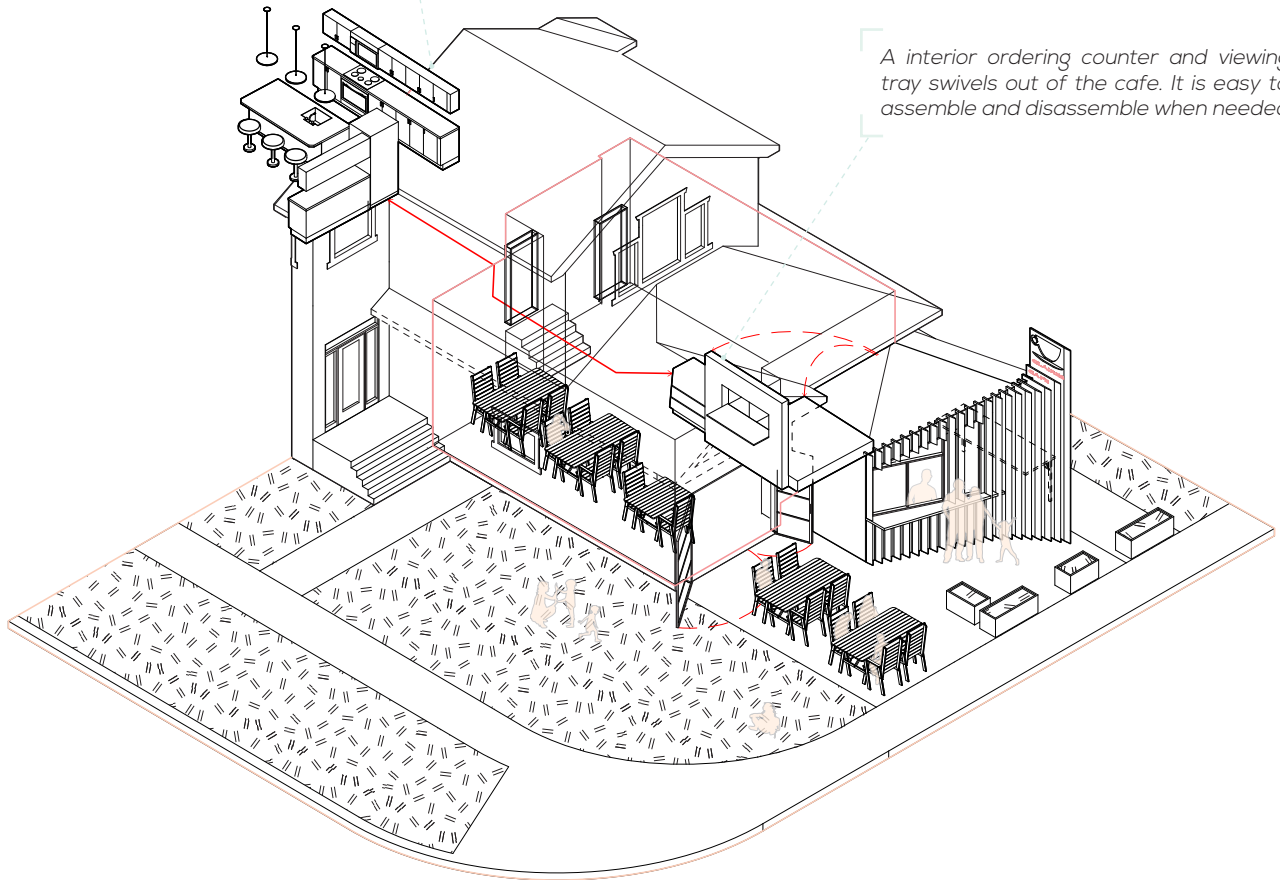 A interior ordering counter and viewing
tray swivels out of the cafe. It is easy to
assemble and disassemble when needed